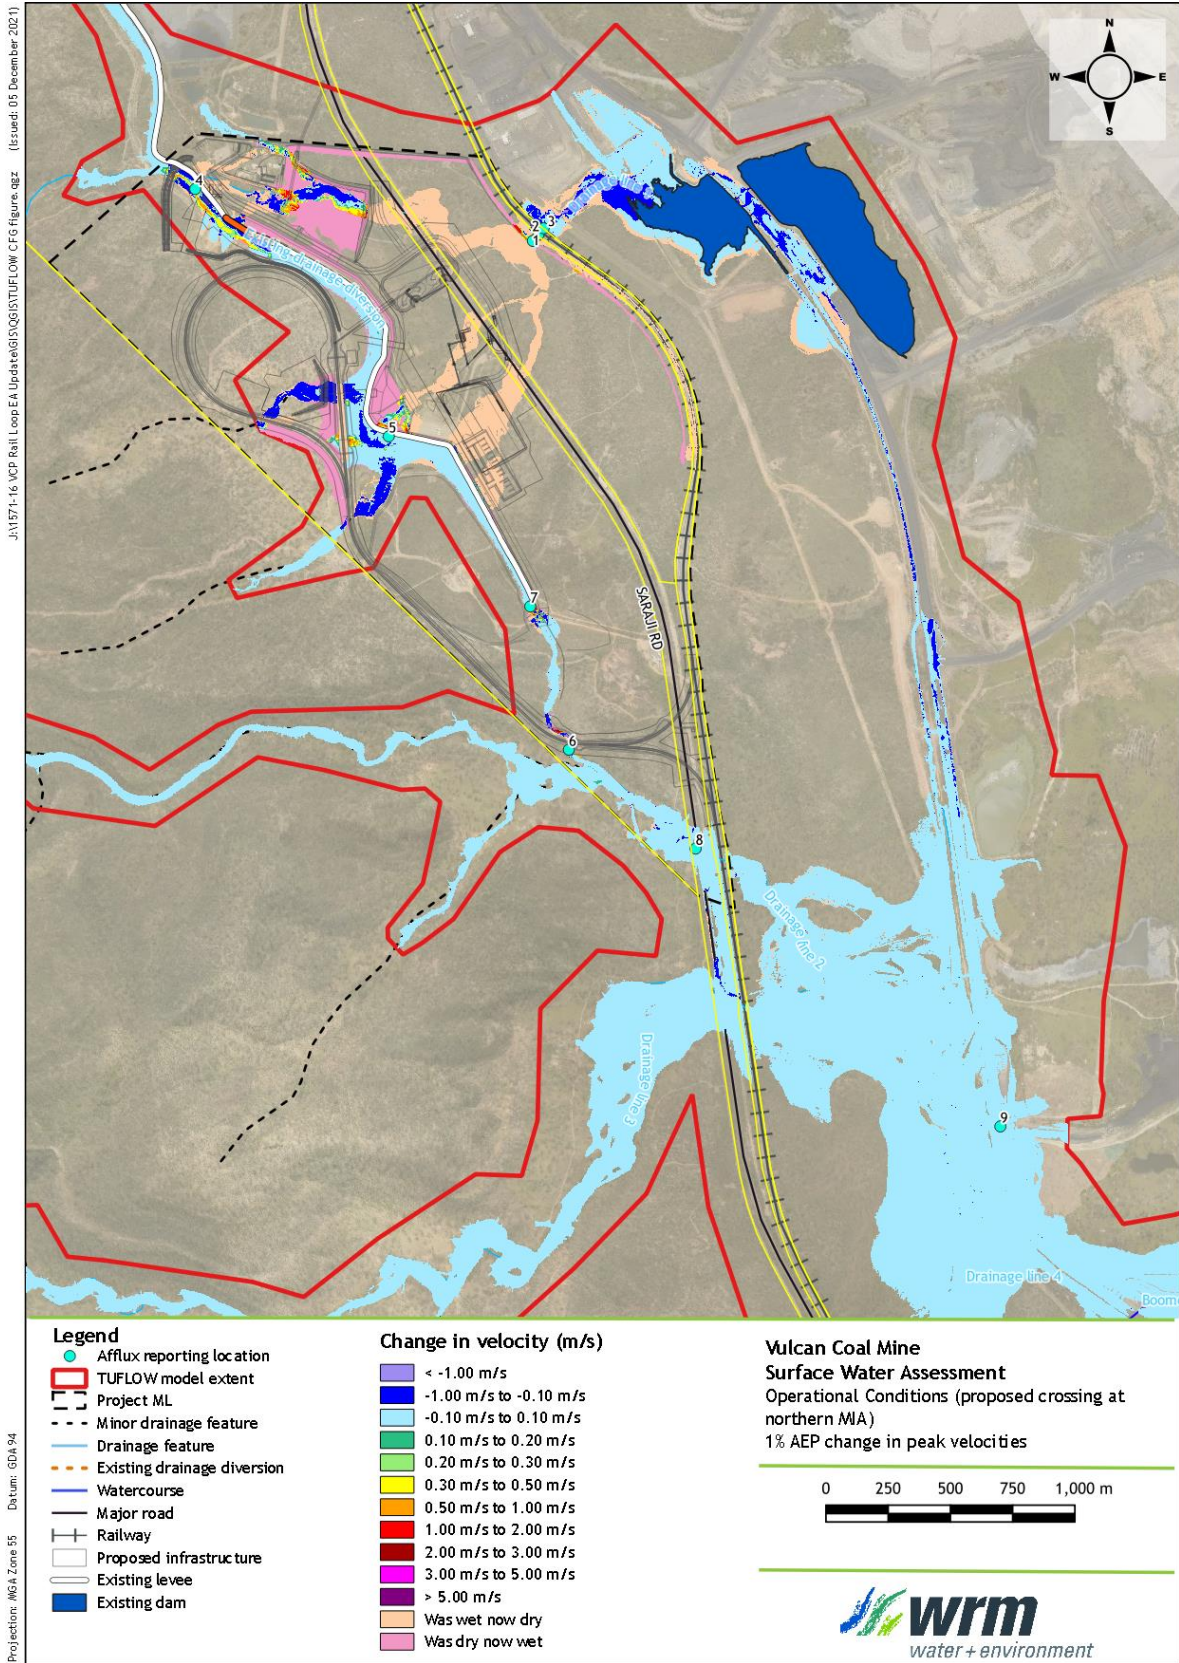 J:\1571-16 VCP Rail Loop EA Update\GIS\QGIS\TUFLOW CFG figure.qgz (Issued: 05 December 2021)
Projection: MGA Zone 55 Datum: GDA 94
N
W
E
S
4
3
2
1
Drainage line
Existing drainage diversion
5
7
SARAJI RD
6
8
Drainage line 2
Drainage line 3
9
Drainage line 4
Boom
Legend
Afflux reporting location
TUFLOW model extent
Project ML
Minor drainage feature
Drainage feature
Existing drainage diversion
Watercourse
Major road
Railway
Proposed infrastructure
Existing levee
Existing dam
Change in velocity (m/s)
< -1.00 m/s
-1.00 m/s to -0.10 m/s
-0.10 m/s to 0.10 m/s
0.10 m/s to 0.20 m/s
0.20 m/s to 0.30 m/s
0.30 m/s to 0.50 m/s
0.50 m/s to 1.00 m/s
1.00 m/s to 2.00 m/s
2.00 m/s to 3.00 m/s
3.00 m/s to 5.00 m/s
> 5.00 m/s
Was wet now dry
Was dry now wet
Vulcan Coal Mine
Surface Water Assessment
Operational Conditions (proposed crossing at
northern MIA)
1% AEP change in peak velocities
0 250 500 750 1,000 m
wrm
water + environment